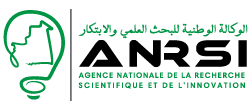 الوكالة الوطنية للبحث العلمي والابتكار
ANRSI
AGENCE NATIONALE DE LA RECHERCHE
SCIENTIFIQUE ET DE L'INNOVATION